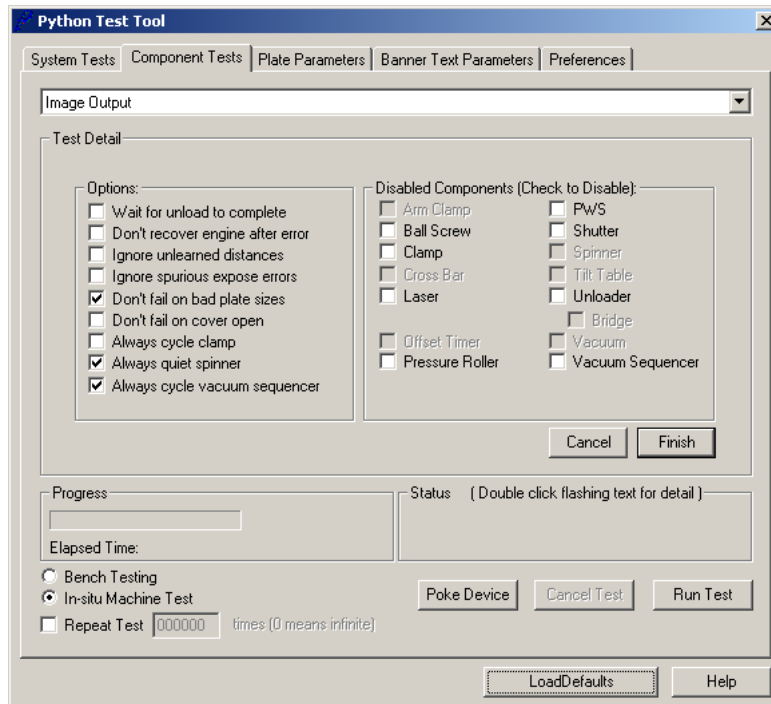 Python Test Tool
System Tests Component Tests Plate Parameters Banner Text Parameters Preferences
Image Output
Test Detail
Options:
Wait for unload to complete
Don't recover engine after error
Ignore unlearned distances
Ignore spurious expose errors
Don't fail on bad plate sizes
Don't fail on cover open
Always cycle clamp
Always quiet spinner
Always cycle vacuum sequencer
Disabled Components (Check to Disable):
Arm Clamp PWS
Ball Screw Shutter
Clamp Spinner
Cross Bar Tilt Table
Laser Unloader
Bridge
Offset Timer Vacuum
Pressure Roller Vacuum Sequencer
Cancel Finish
Progress
Elapsed Time:
Status ( Double click flashing text for detail )
Bench Testing
In-situ Machine Test
Repeat Test 000000 times (0 means infinite)
Poke Device Cancel Test Run Test
LoadDefaults Help